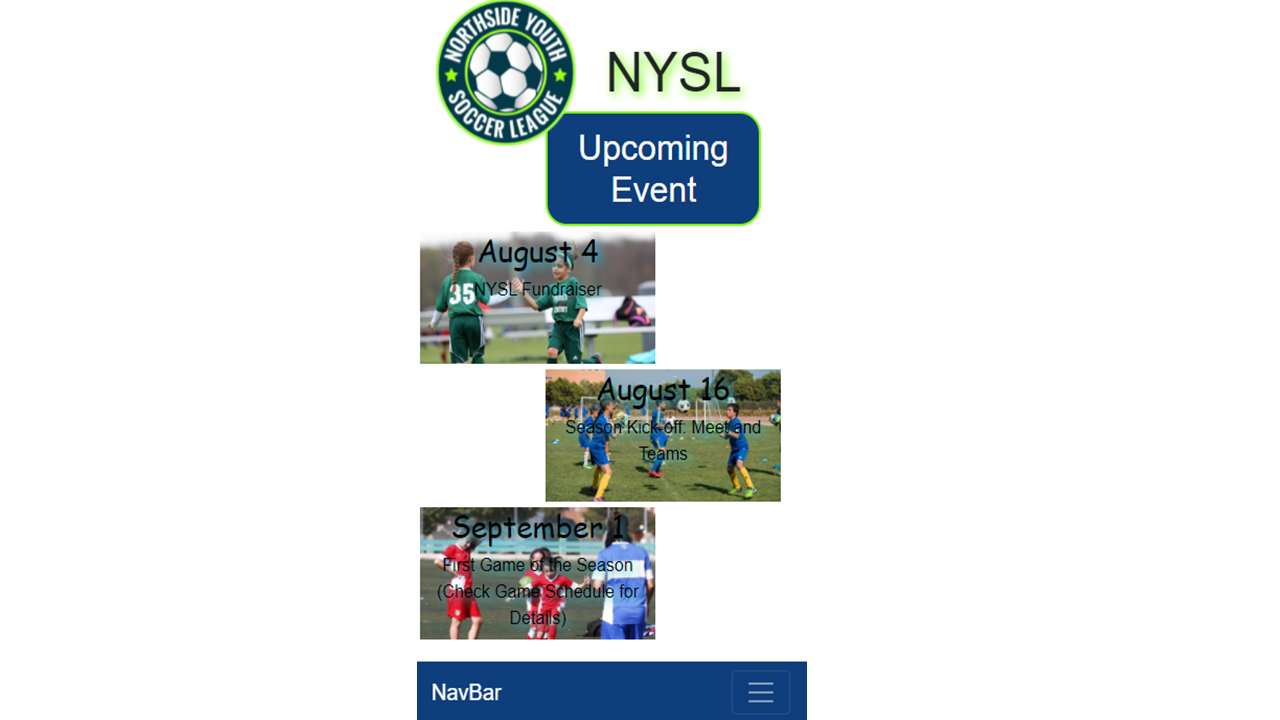 NORTHSIDE YOUTH
SOCCER LEAGUE
NYSL
Upcoming
Event
August 4
35
NYSL Fundraiser
August 16
Season Kick-off: Meet and
Teams
September 1
First Game of the Season
(Check Game Schedule for
Details)
NavBar